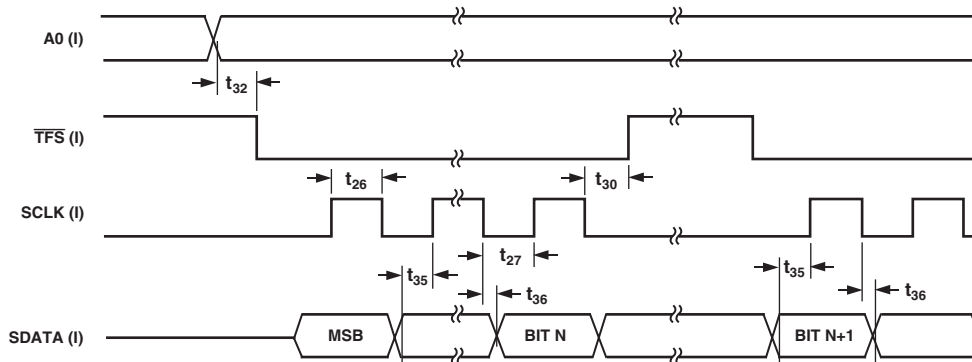 A0 (I)
t32
TFS (I)
t26
t30
SCLK (I)
t27
t35
t35
t36
t36
SDATA (I)
MSB
BIT N
BIT N+1